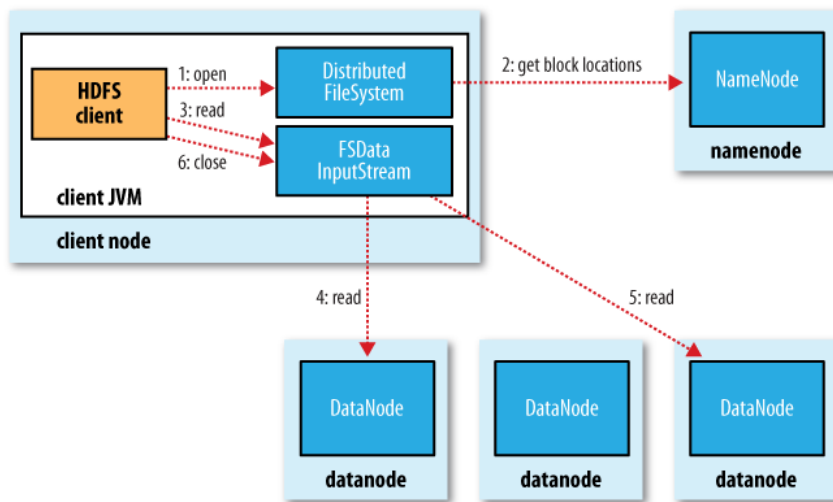 1: open
Distributed
FileSystem
2: get block locations
NameNode
HDFS
client
3: read
FSData
InputStream
6: close
namenode
client JVM
client node
4: read
5: read
DataNode
DataNode
DataNode
datanode
datanode
datanode